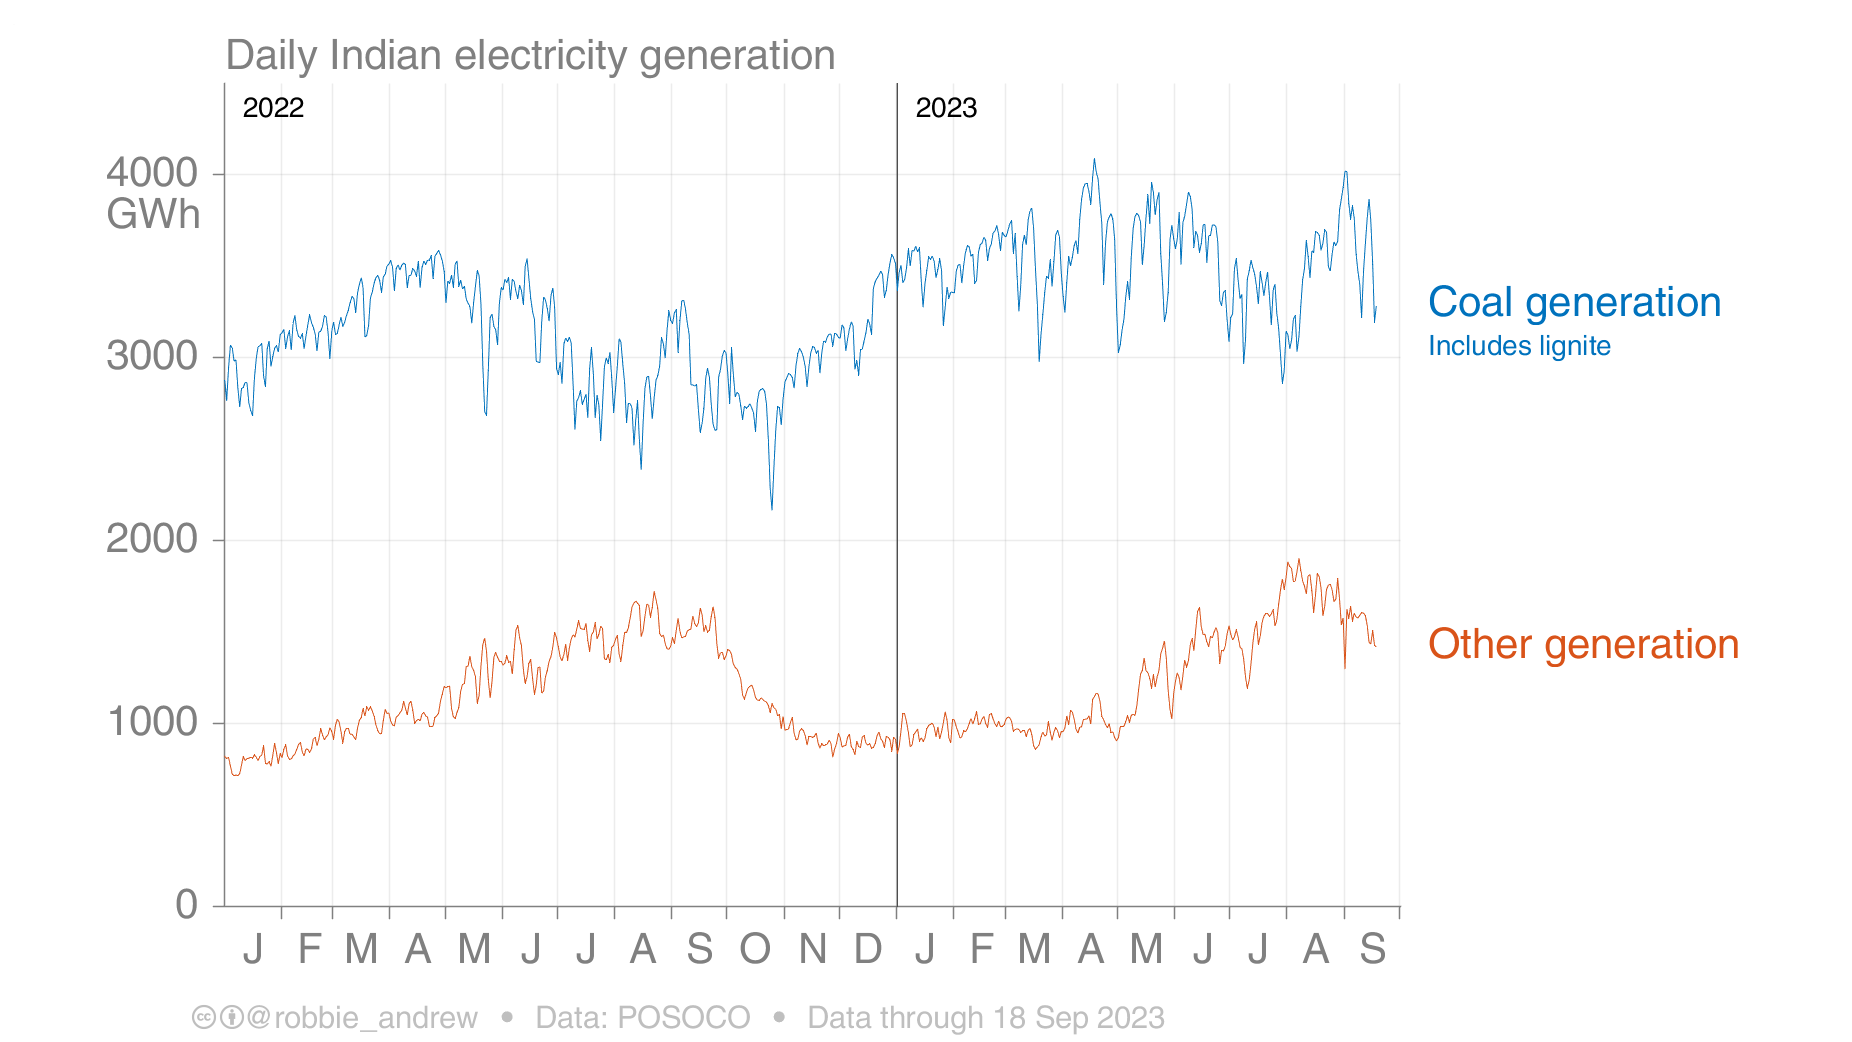 Daily Indian electricity generation
2022
2023
4000
GWh
3000
2000
1000
0
Coal generation
Includes lignite
Other generation
J F M A M J J A S O N D J F M A M J J A S
cc @robbie_andrew • Data: POSOCO • Data through 18 Sep 2023